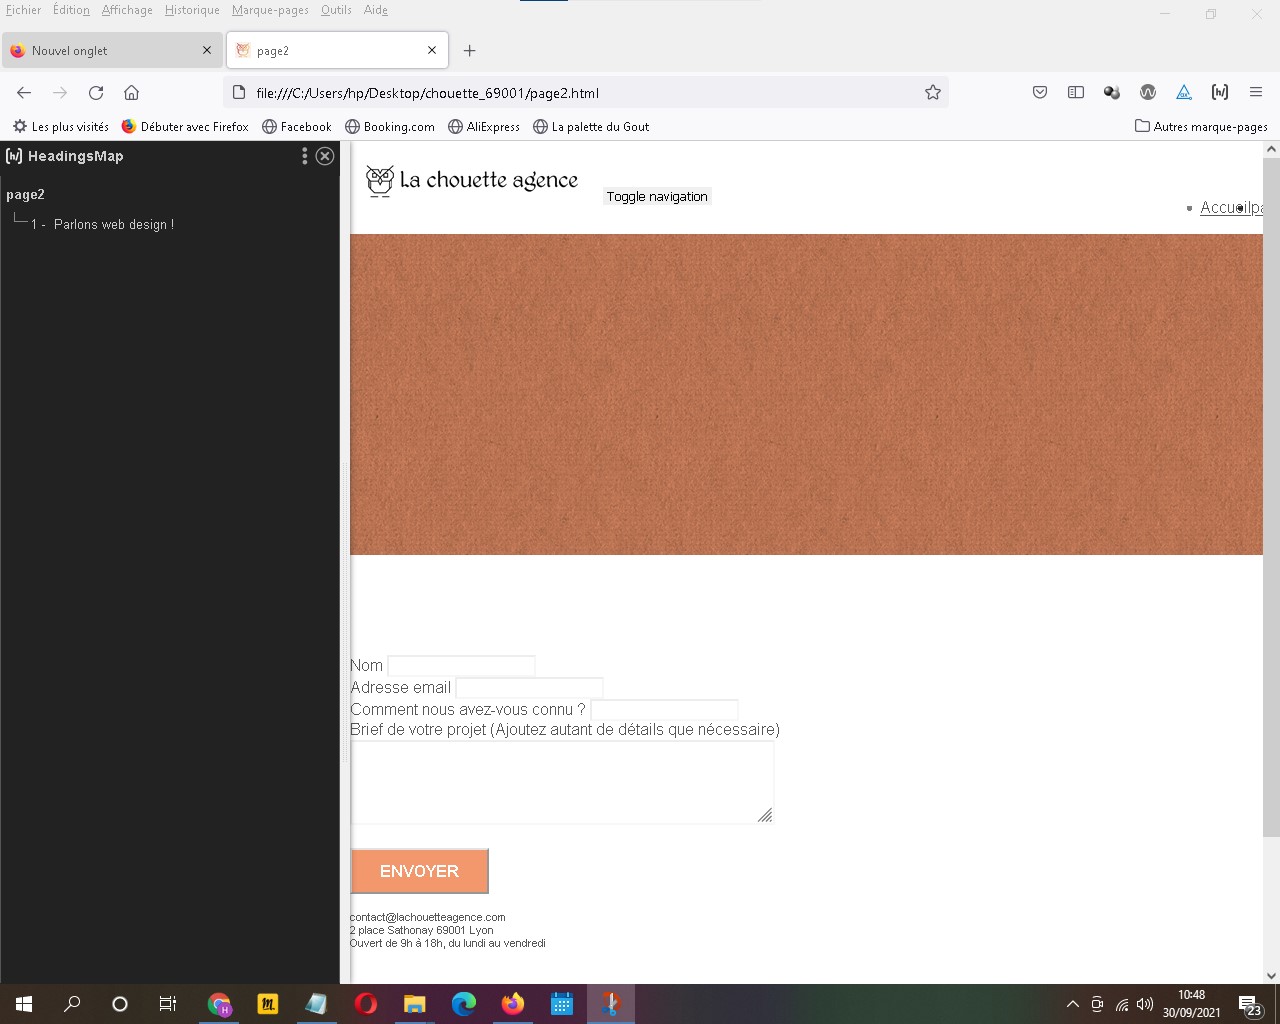 Fichier Édition Affichage Historique Marque-pages Outils Aide
Nouvel onglet
page2
file:///C:/Users/hp/Desktop/chouette_69001/page2.html
Les plus visités Débuter avec Firefox Facebook Booking.com AliExpress La palette du Gout Autres marque-pages
HeadingsMap
page2
1 - Parlons web design !
La chouette agence
Toggle navigation
Accueil
Nom
Adresse email
Comment nous avez-vous connu ?
Brief de votre projet (Ajoutez autant de détails que nécessaire)
ENVOYER
contact@lachouetteagence.com
2 place Sathonay 69001 Lyon
Ouvert de 9h à 18h, du lundi au vendredi
10:48
30/09/2021
23